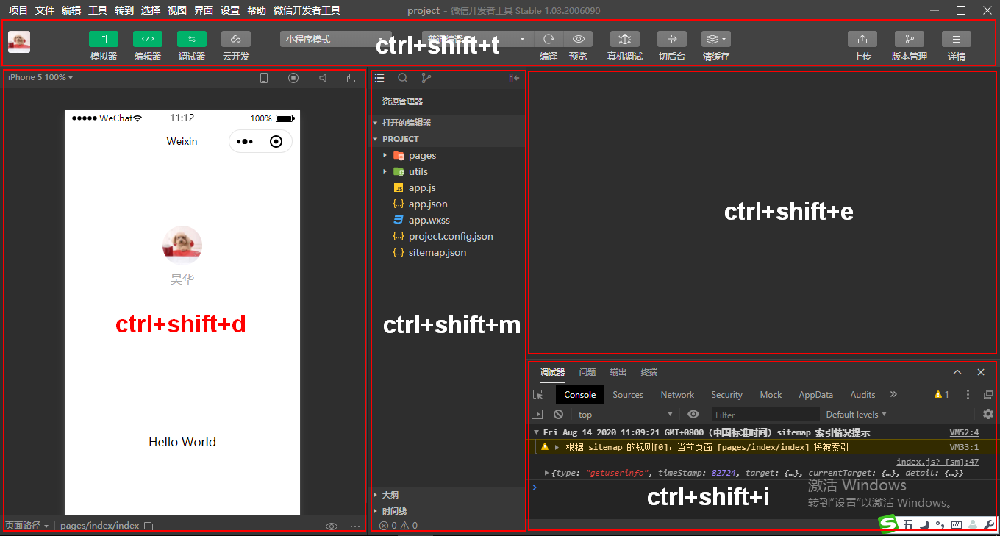 项目 文件 编辑 工具 转到 选择 视图 界面 设置 帮助 微信开发者工具 project - 微信开发者工具 Stable 1.03.2006090
小程序模式 普通编译
ctrl+shift+t
模拟器 编辑器 调试器 云开发 编译 预览 真机调试 切后台 清缓存 上传 版本管理 详情
iPhone 5 100%
WeChat 11:12 100%
Weixin
吴华
ctrl+shift+d
Hello World
页面路径 pages/index/index
资源管理器
打开的编辑器
PROJECT
pages
utils
JS app.js
{..} app.json
app.wxss
{..} project.config.json
{..} sitemap.json
ctrl+shift+m
大纲
时间线
0 0
ctrl+shift+e
调试器 问题 输出 终端
Console Sources Network Security Mock AppData Audits » 1
top Filter Default levels
Fri Aug 14 2020 11:09:21 GMT+0800 (中国标准时间) sitemap 索引情况提示 VM52:4
根据 sitemap 的规则[0]，当前页面 [pages/index/index] 将被索引 VM33:1
index.js? [sm]:47
{type: "getuserinfo", timeStamp: 82724, target: {…}, currentTarget: {…}, detail: {…}}
ctrl+shift+i
激活 Windows
转到“设置”以激活 Windows。
S 五